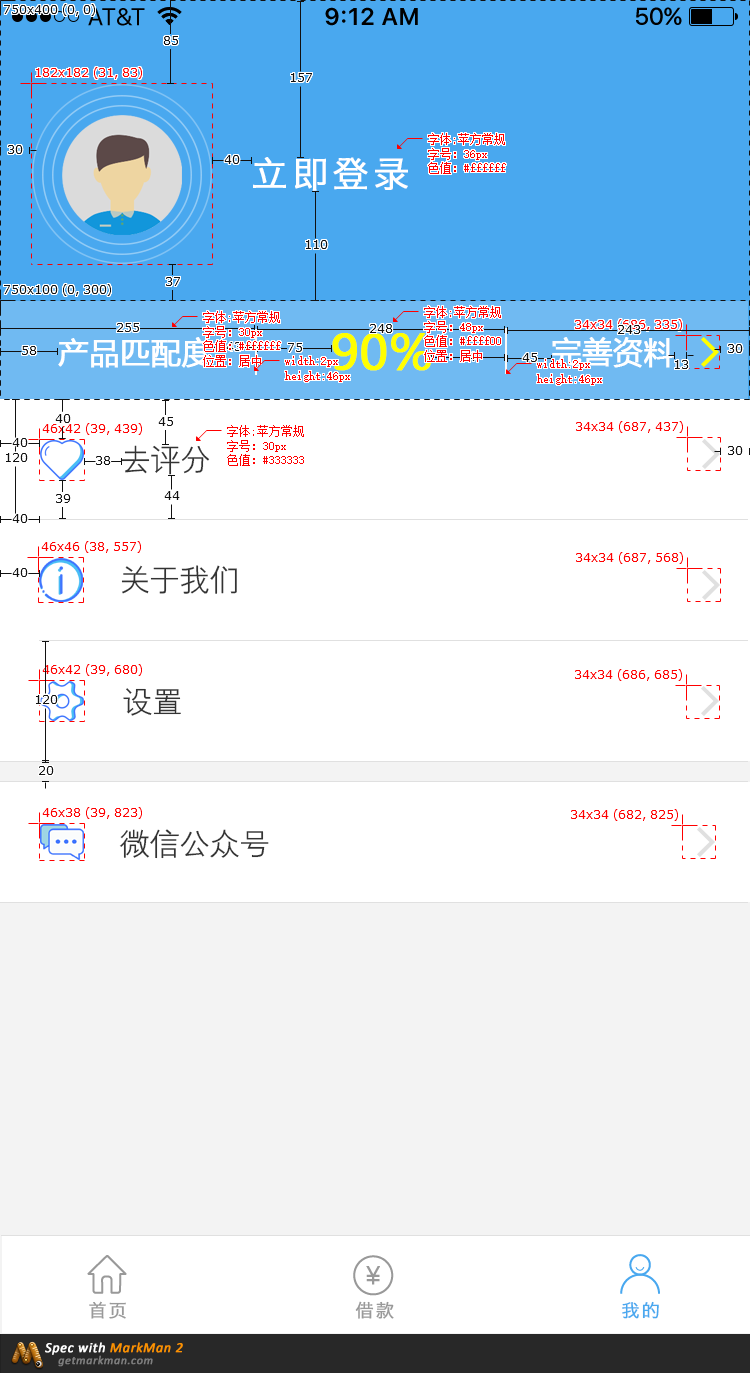 750x400 (0, 0)
AT&T
9:12 AM
50%
85
182x182 (31, 83)
157
字体:苹方常规
字号: 36px
色值: #ffffff
30
40
立即登录
110
37
750x100 (0, 300)
字体:苹方常规
字号: 30px
色值: #ffffff
位置: 居中
字体:苹方常规
字号: 48px
色值: #ffff00
位置: 居中
34x34 (686, 335)
255
248
243
58
产品匹配度
75
90%
45
完善资料
13
30
width:2px
height:46px
width:2px
height:46px
40
45
46x42 (39, 439)
字体:苹方常规
字号: 30px
色值: #333333
34x34 (687, 437)
40
120
38
去评分
30
39
44
40
46x46 (38, 557)
34x34 (687, 568)
40
关于我们
46x42 (39, 680)
34x34 (686, 685)
120
设置
20
46x38 (39, 823)
34x34 (682, 825)
微信公众号
首页
借款
我的
Spec with MarkMan 2
getmarkman.com